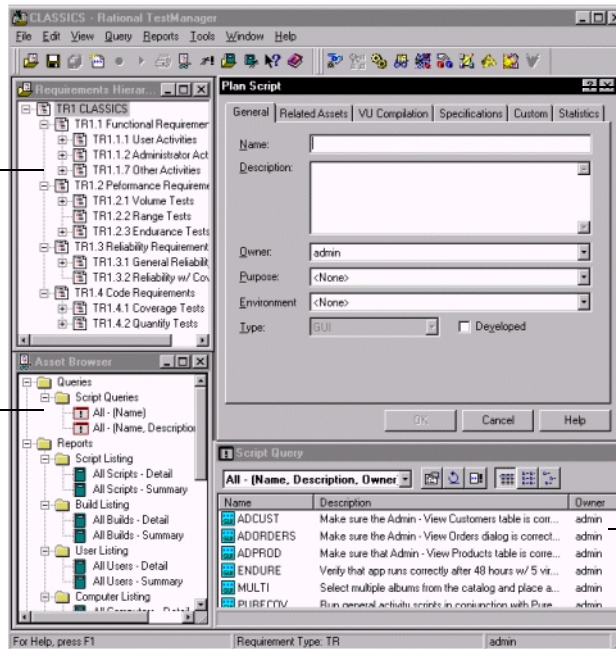 CLASSICS - Rational TestManager
File Edit View Query Reports Tools Window Help
Requirements Hierar...
TR1 CLASSICS
TR1.1 Functional Requiremer
TR1.1.1 User Activities
TR1.1.2 Administrator Act
TR1.1.7 Other Activities
TR1.2 Peformance Requireme
TR1.2.1 Volume Tests
TR1.2.2 Range Tests
TR1.2.3 Endurance Tests
TR1.3 Reliability Requirement
TR1.3.1 General Reliabilit
TR1.3.2 Reliability w/ Cov
TR1.4 Code Requirements
TR1.4.1 Coverage Tests
TR1.4.2 Quantify Tests
Asset Browser
Queries
Script Queries
All - (Name)
All - (Name, Description
Reports
Script Listing
All Scripts - Detail
All Scripts - Summary
Build Listing
All Builds - Detail
All Builds - Summary
User Listing
All Users - Detail
All Users - Summary
Computer Listing
All Computers - Detail
Plan Script
General Related Assets VU Compilation Specifications Custom Statistics
Name:
Description:
Owner: admin
Purpose: <None>
Environment <None>
Type: GUI Developed
OK Cancel Help
Script Query
All - (Name, Description, Owner
Name Description Owner
ADCUST Make sure the Admin - View Customers table is corr... admin
ADORDERS Make sure the Admin - View Orders dialog is correct... admin
ADPROD Make sure that Admin - View Products table is corre... admin
ENDURE Verify that app runs correctly after 48 hours w/ 5 vir... admin
MULTI Select multiple albums from the catalog and place a... admin
PURECOV Run general activity scripts in conjunction with Pure... admin
For Help, press F1 Requirement Type: TR admin